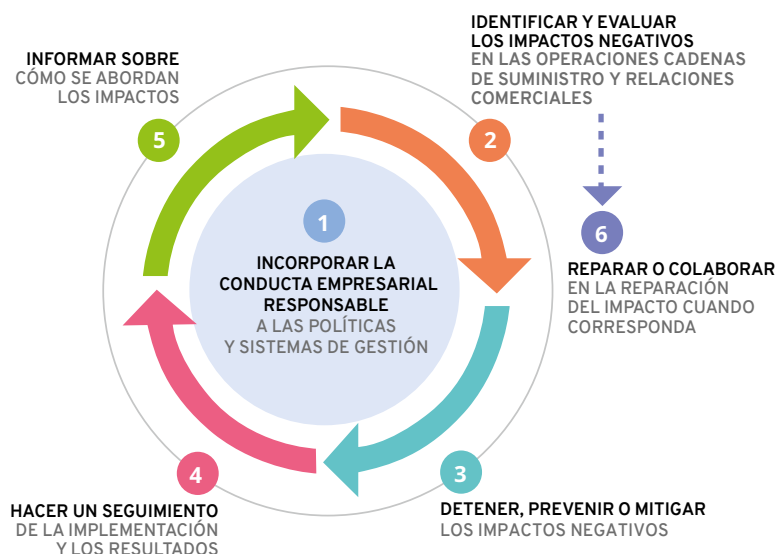 1
INCORPORAR LA
CONDUCTA EMPRESARIAL
RESPONSABLE
A LAS POLÍTICAS
Y SISTEMAS DE GESTIÓN
2
IDENTIFICAR Y EVALUAR
LOS IMPACTOS NEGATIVOS
EN LAS OPERACIONES CADENAS
DE SUMINISTRO Y RELACIONES
COMERCIALES
3
DETENER, PREVENIR O MITIGAR
LOS IMPACTOS NEGATIVOS
4
HACER UN SEGUIMIENTO
DE LA IMPLEMENTACIÓN
Y LOS RESULTADOS
5
INFORMAR SOBRE
CÓMO SE ABORDAN
LOS IMPACTOS
6
REPARAR O COLABORAR
EN LA REPARACIÓN
DEL IMPACTO CUANDO
CORRESPONDA